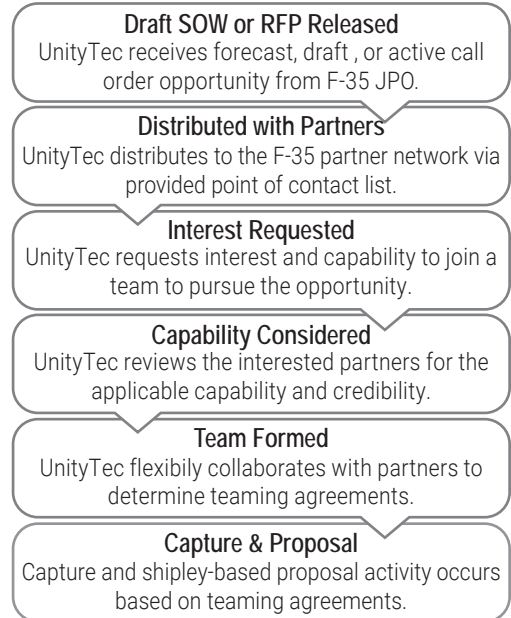 Draft SOW or RFP Released
UnityTec receives forecast, draft , or active call
order opportunity from F-35 JPO.
Distributed with Partners
UnityTec distributes to the F-35 partner network via
provided point of contact list.
Interest Requested
UnityTec requests interest and capability to join a
team to pursue the opportunity.
Capability Considered
UnityTec reviews the interested partners for the
applicable capability and credibility.
Team Formed
UnityTec flexibily collaborates with partners to
determine teaming agreements.
Capture & Proposal
Capture and shipley-based proposal activity occurs
based on teaming agreements.